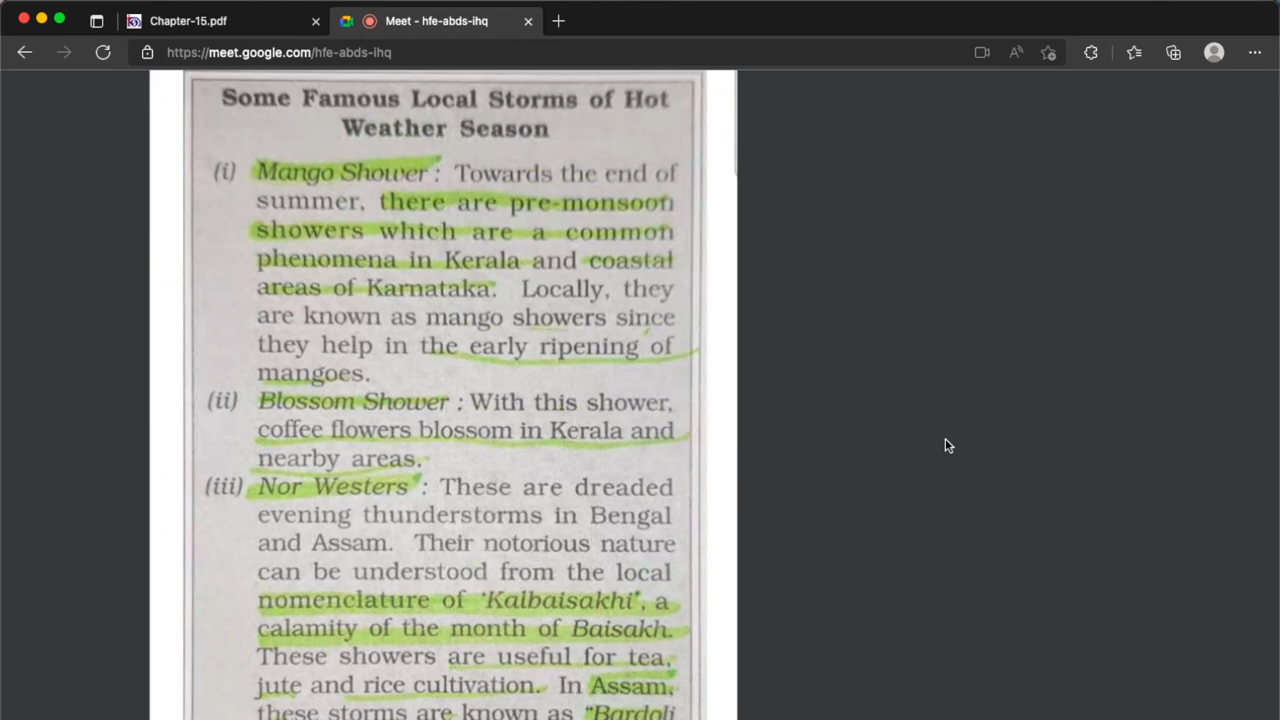 Chapter-15.pdf
Meet - hfe-abds-ihq
https://meet.google.com/hfe-abds-ihq
Some Famous Local Storms of Hot
Weather Season
(i) Mango Shower : Towards the end of
summer, there are pre-monsoon
showers which are a common
phenomena in Kerala and coastal
areas of Karnataka. Locally, they
are known as mango showers since
they help in the early ripening of
mangoes.
(ii) Blossom Shower : With this shower,
coffee flowers blossom in Kerala and
nearby areas.
(iii) Nor Westers : These are dreaded
evening thunderstorms in Bengal
and Assam. Their notorious nature
can be understood from the local
nomenclature of 'Kalbaisakhi', a
calamity of the month of Baisakh.
These showers are useful for tea,
jute and rice cultivation. In Assam,
these storms are known as "Bardoli